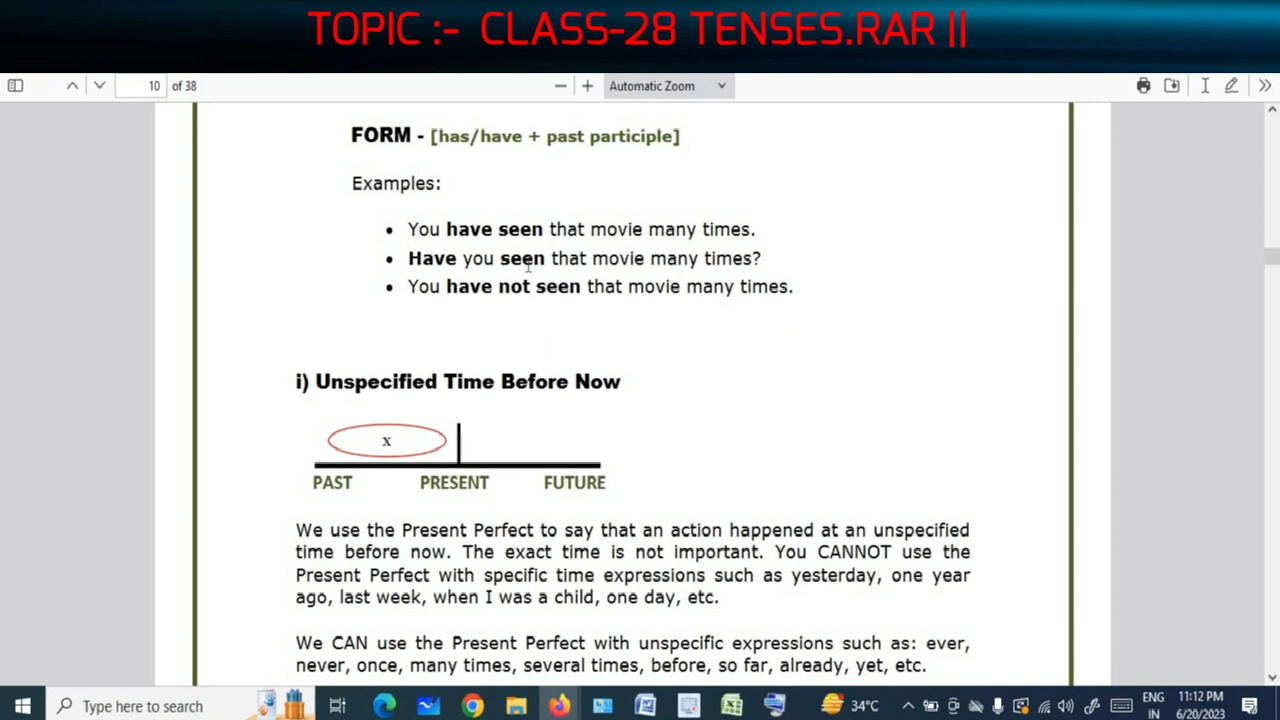 TOPIC :- CLASS-28 TENSES.RAR ||
10 of 38
Automatic Zoom
FORM - [has/have + past participle]
Examples:
• You have seen that movie many times.
• Have you seen that movie many times?
• You have not seen that movie many times.
i) Unspecified Time Before Now
x
PAST PRESENT FUTURE
We use the Present Perfect to say that an action happened at an unspecified
time before now. The exact time is not important. You CANNOT use the
Present Perfect with specific time expressions such as yesterday, one year
ago, last week, when I was a child, one day, etc.
We CAN use the Present Perfect with unspecific expressions such as: ever,
never, once, many times, several times, before, so far, already, yet, etc.
Type here to search
34°C
ENG
IN
11:12 PM
6/20/2023